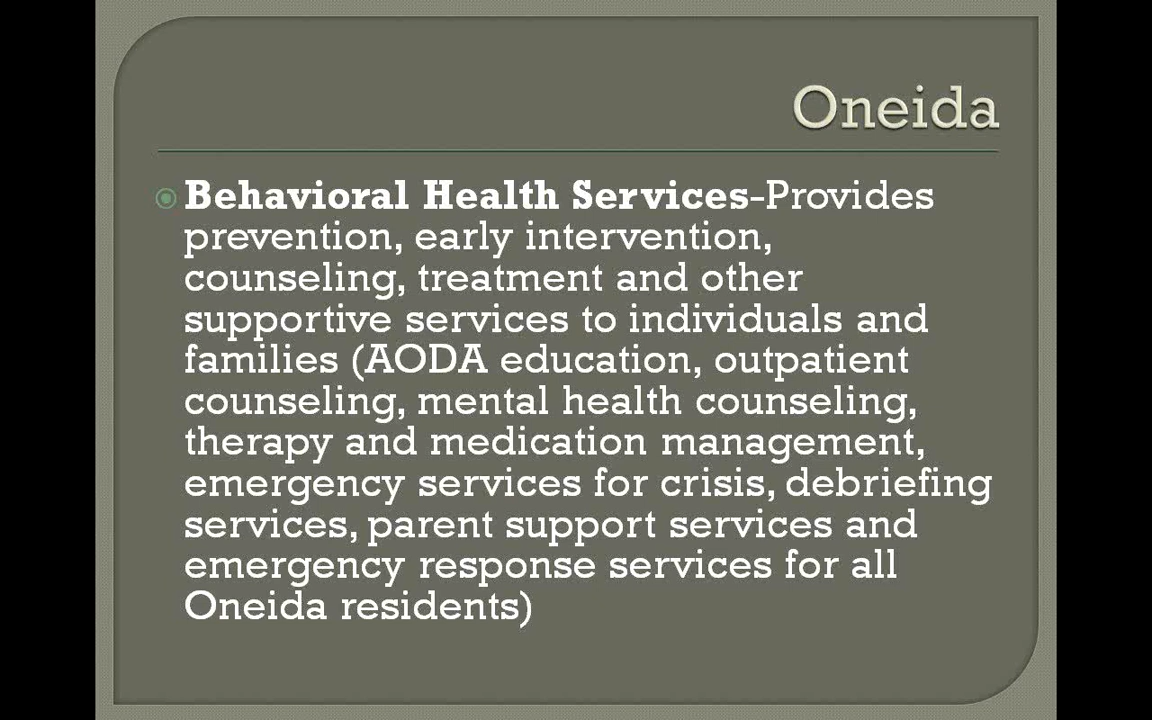 Oneida
Behavioral Health Services-Provides
prevention, early intervention,
counseling, treatment and other
supportive services to individuals and
families (AODA education, outpatient
counseling, mental health counseling,
therapy and medication management,
emergency services for crisis, debriefing
services, parent support services and
emergency response services for all
Oneida residents)